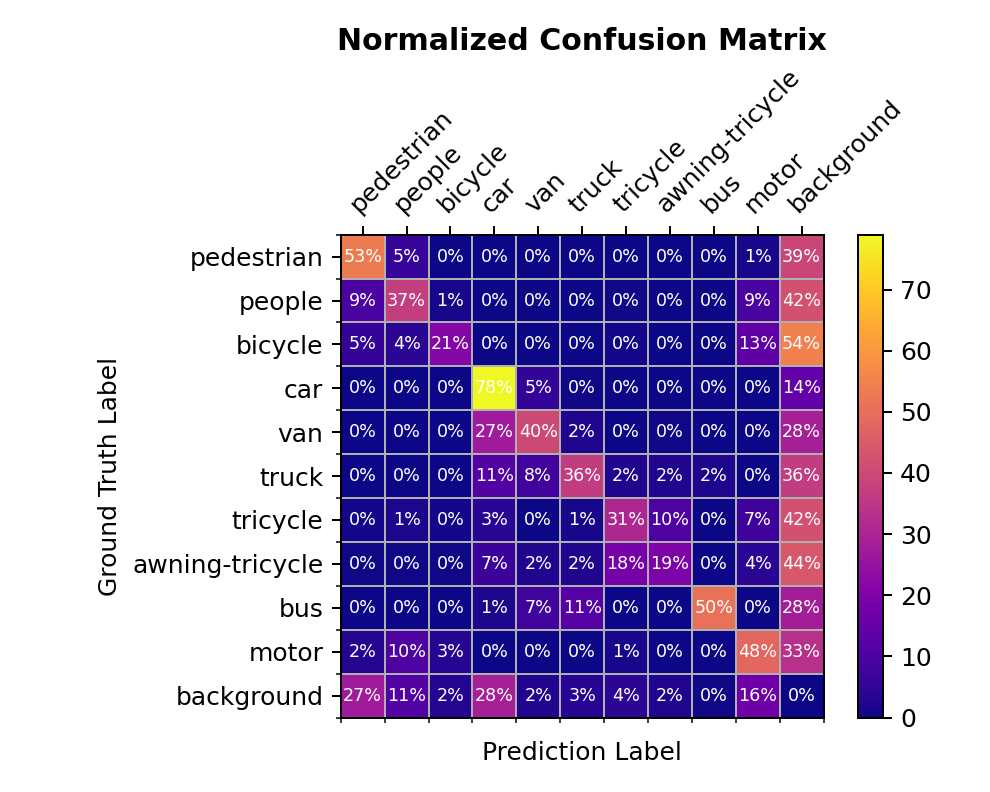 Normalized Confusion Matrix
pedestrian people bicycle car van truck tricycle awning-tricycle bus motor background
pedestrian 53% 5% 0% 0% 0% 0% 0% 0% 0% 1% 39%
people 9% 37% 1% 0% 0% 0% 0% 0% 0% 9% 42%
bicycle 5% 4% 21% 0% 0% 0% 0% 0% 0% 13% 54%
car 0% 0% 0% 78% 5% 0% 0% 0% 0% 0% 14%
van 0% 0% 0% 27% 40% 2% 0% 0% 0% 0% 28%
truck 0% 0% 0% 11% 8% 36% 2% 2% 2% 0% 36%
tricycle 0% 1% 0% 3% 0% 1% 31% 10% 0% 7% 42%
awning-tricycle 0% 0% 0% 7% 2% 2% 18% 19% 0% 4% 44%
bus 0% 0% 0% 1% 7% 11% 0% 0% 50% 0% 28%
motor 2% 10% 3% 0% 0% 0% 1% 0% 0% 48% 33%
background 27% 11% 2% 28% 2% 3% 4% 2% 0% 16% 0%
Ground Truth Label
Prediction Label
70
60
50
40
30
20
10
0